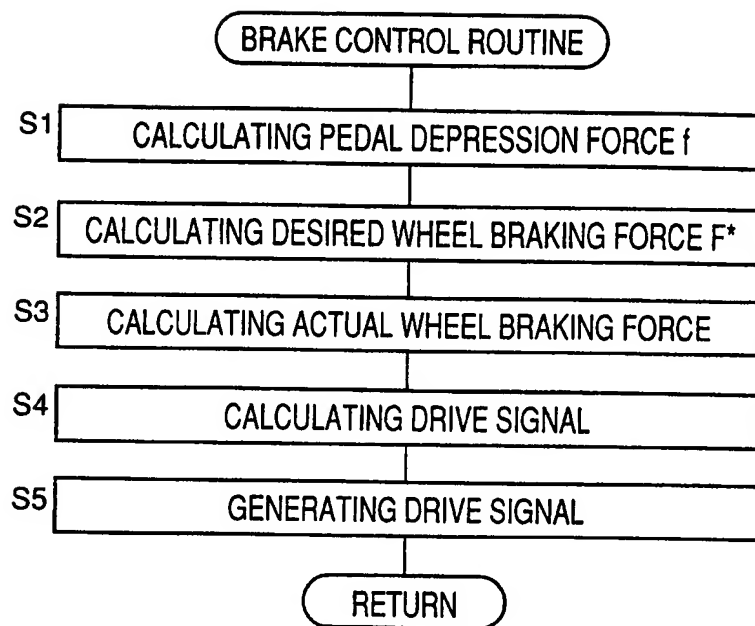 BRAKE CONTROL ROUTINE
S1 CALCULATING PEDAL DEPRESSION FORCE f
S2 CALCULATING DESIRED WHEEL BRAKING FORCE F*
S3 CALCULATING ACTUAL WHEEL BRAKING FORCE
S4 CALCULATING DRIVE SIGNAL
S5 GENERATING DRIVE SIGNAL
RETURN